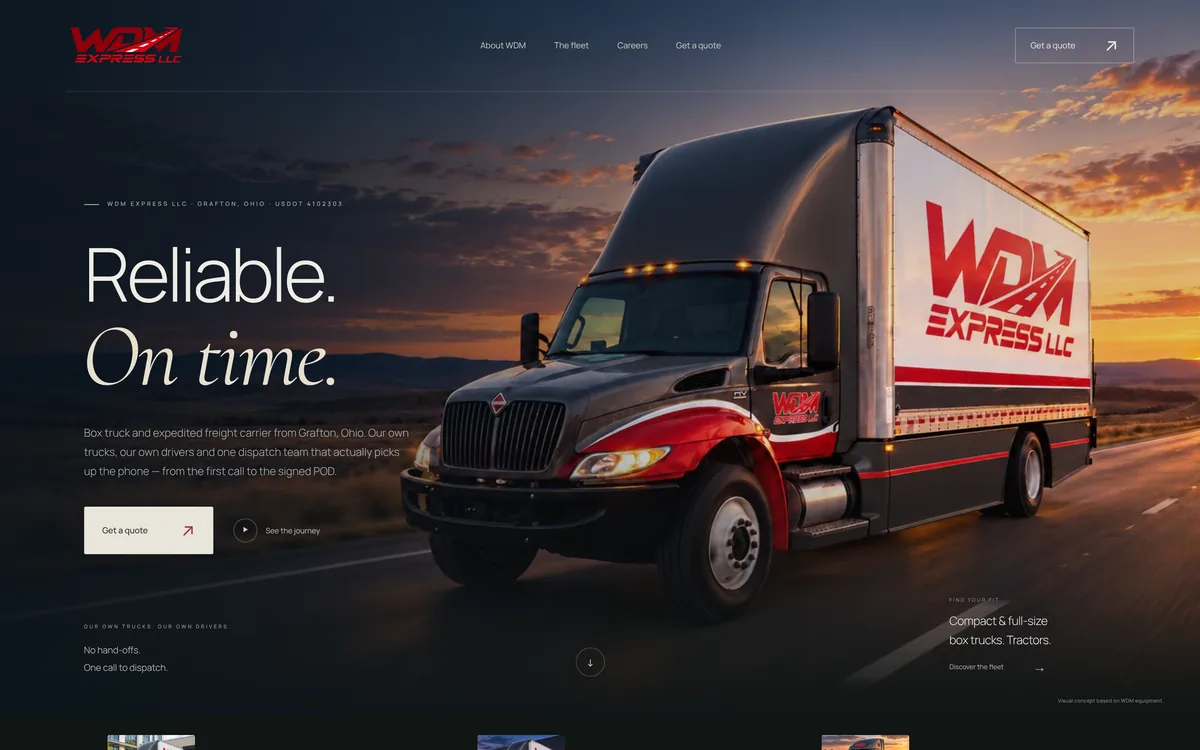 WDM
EXPRESS LLC
About WDM
The fleet
Careers
Get a quote
Get a quote
WDM EXPRESS LLC · GRAFTON, OHIO · USDOT 4102303
Reliable.
On time.
Box truck and expedited freight carrier from Grafton, Ohio. Our own
trucks, our own drivers and one dispatch team that actually picks
up the phone — from the first call to the signed POD.
Get a quote
See the journey
OUR OWN TRUCKS. OUR OWN DRIVERS.
No hand-offs.
One call to dispatch.
WDM
EXPRESS LLC
WDM
EXPRESS LLC
FIND YOUR FIT
Compact & full-size
box trucks. Tractors.
Discover the fleet
Visual concept based on WDM equipment.